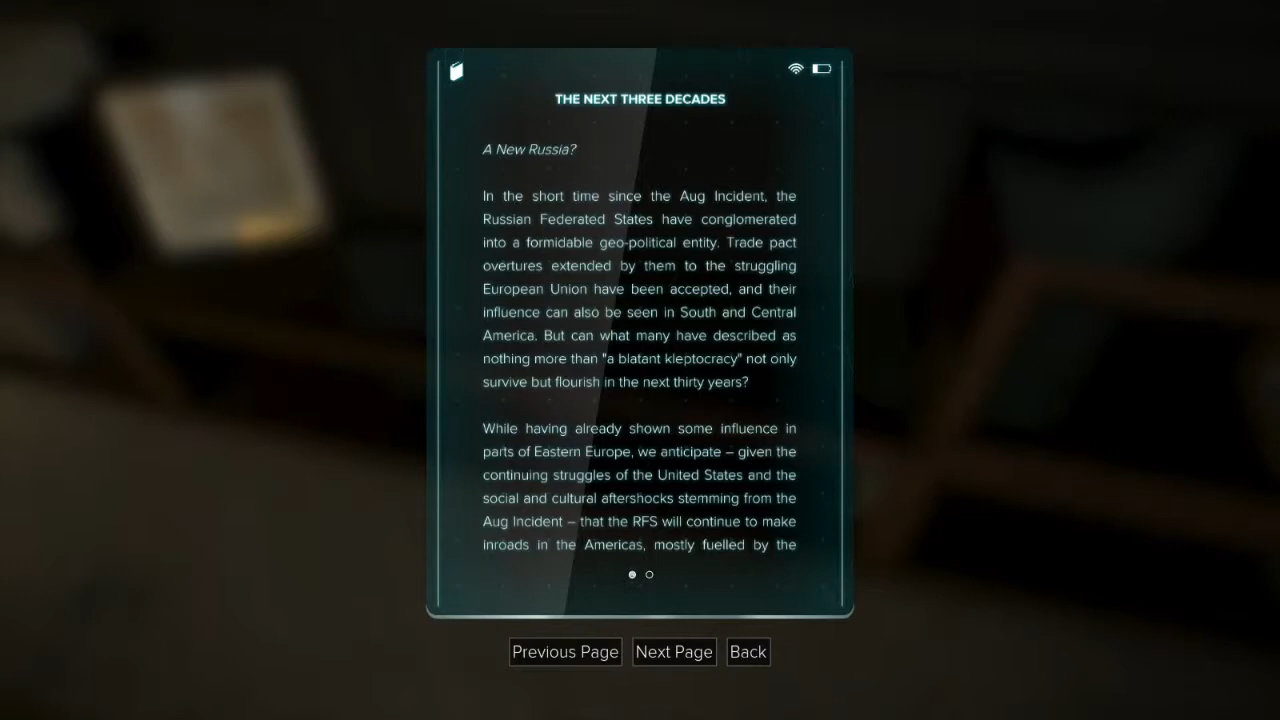 THE NEXT THREE DECADES
A New Russia?
In the short time since the Aug Incident, the
Russian Federated States have conglomerated
into a formidable geo-political entity. Trade pact
overtures extended by them to the struggling
European Union have been accepted, and their
influence can also be seen in South and Central
America. But can what many have described as
nothing more than "a blatant kleptocracy" not only
survive but flourish in the next thirty years?
While having already shown some influence in
parts of Eastern Europe, we anticipate – given the
continuing struggles of the United States and the
social and cultural aftershocks stemming from the
Aug Incident – that the RFS will continue to make
inroads in the Americas, mostly fuelled by the
Previous Page Next Page Back